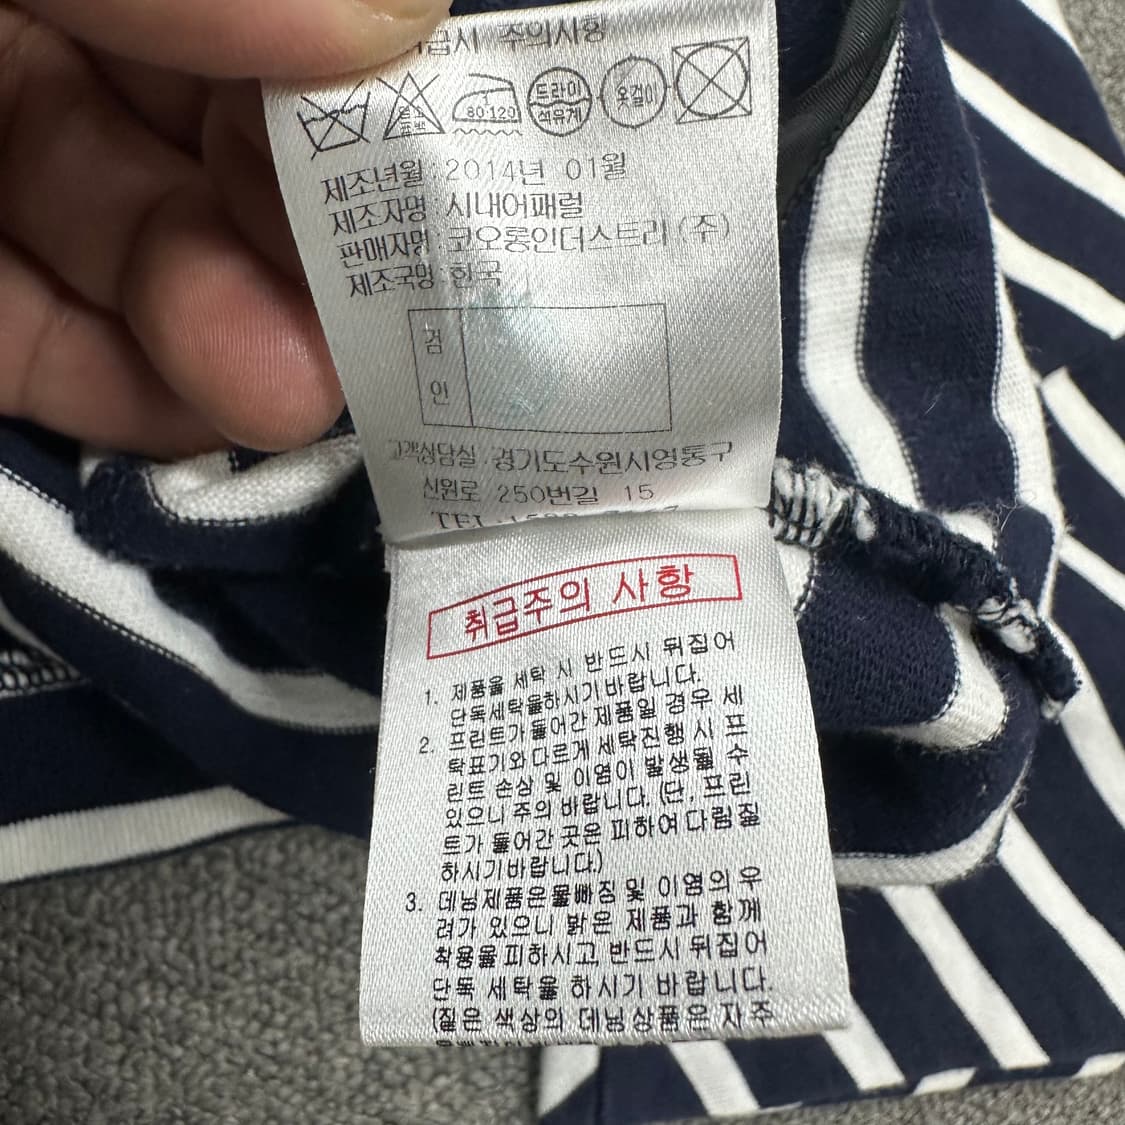 취급시 주의사항
염소
표백
80·120
드라이
석유계
옷걸이
제조년월: 2014년 01월
제조자명: 시내어패럴
판매자명: 코오롱인더스트리 (주)
제조국명: 한국
검
인
고객상담실: 경기도수원시영통구
신원로 250번길 15
TEL
취급주의 사항
1. 제품을 세탁 시 반드시 뒤집어
단독세탁을하시기바랍니다.
2. 프린트가들어간 제품일 경우 세
탁표기와다르게 세탁진행 시 프
린트 손상 및 이염이 발생될 수
있으니 주의 바랍니다. (단, 프린
트가 들어간 곳은 피하여 다림질
하시기바랍니다.)
3. 데님제품은물빠짐 및 이염의 우
려가 있으니 밝은 제품과 함께
착용을 피하시고, 반드시 뒤집어
단독 세탁을 하시기 바랍니다.
(짙은 색상의 데님상품은 자주